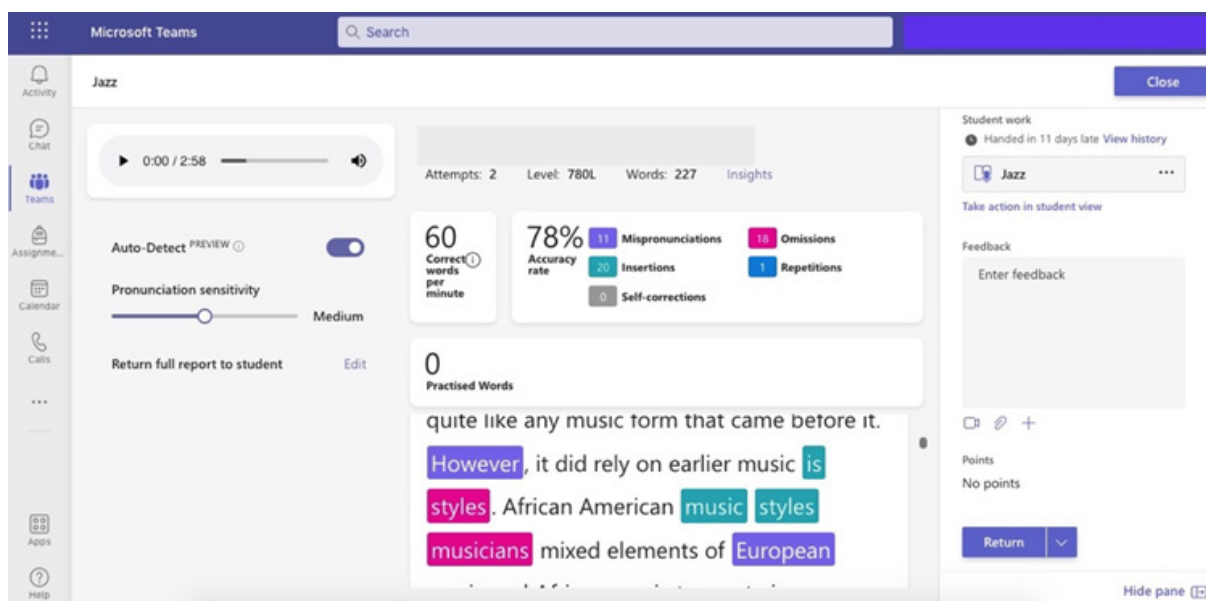 Microsoft Teams
Search
Activity
Chat
Teams
Assignme...
Calendar
Calls
Apps
Help
Jazz
Close
0:00 / 2:58
Auto-Detect PREVIEW
Pronunciation sensitivity
Medium
Return full report to student
Edit
Attempts: 2 Level: 780L Words: 227 Insights
60
Correct
words
per
minute
78%
Accuracy
rate
11 Mispronunciations
18 Omissions
20 Insertions
1 Repetitions
0 Self-corrections
0
Practised Words
quite like any music form that came before it.
However, it did rely on earlier music is
styles. African American music styles
musicians mixed elements of European
Student work
Handed in 11 days late View history
Jazz
Take action in student view
Feedback
Enter feedback
Points
No points
Return
Hide pane